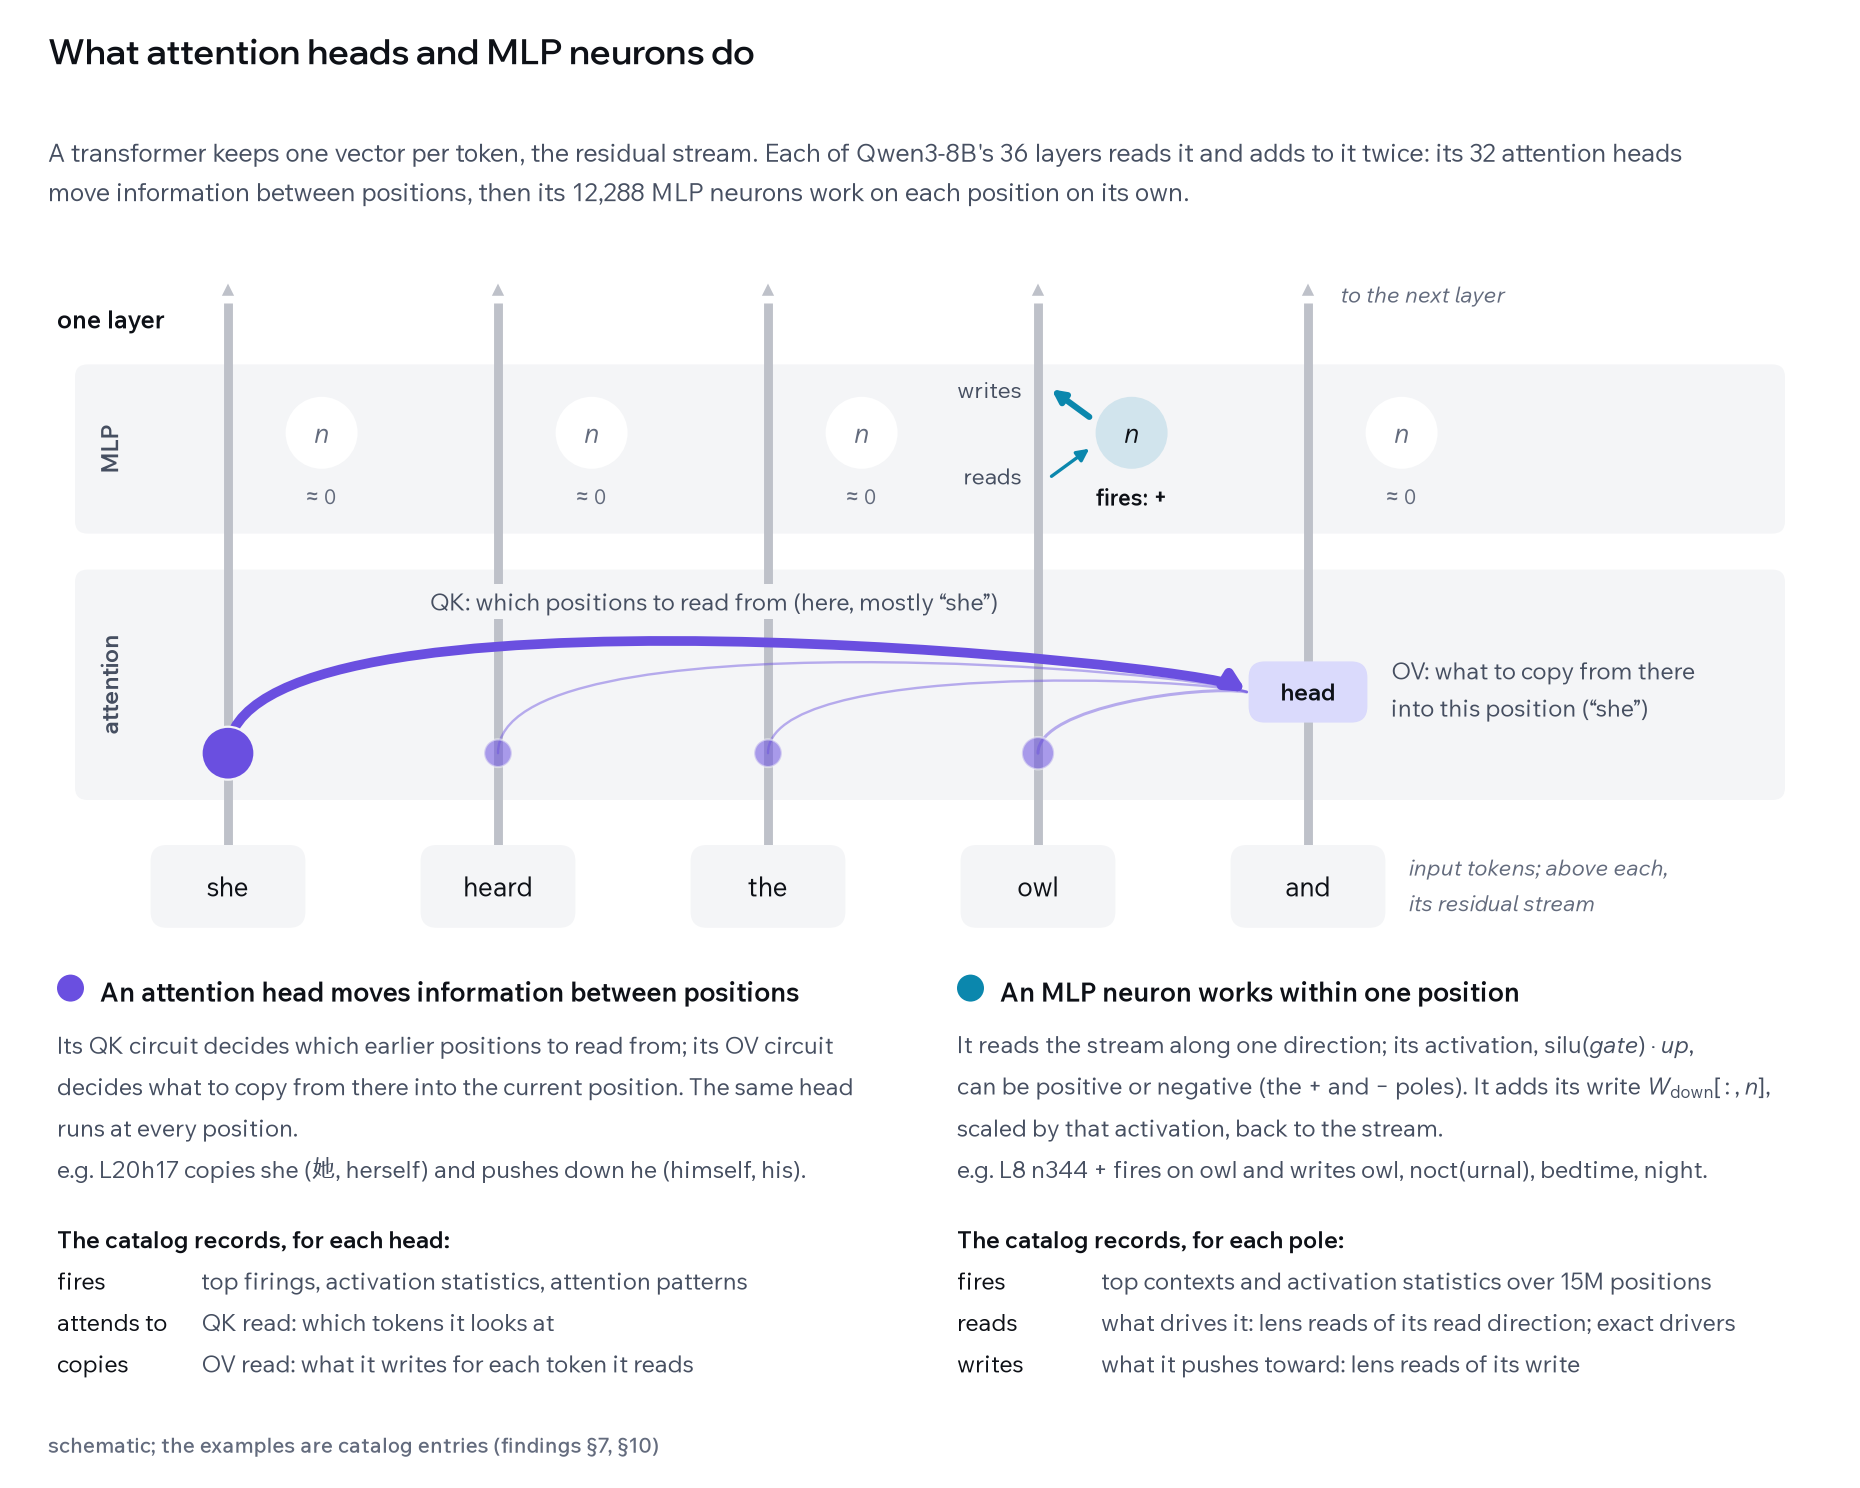 What attention heads and MLP neurons do
A transformer keeps one vector per token, the residual stream. Each of Qwen3-8B's 36 layers reads it and adds to it twice: its 32 attention heads
move information between positions, then its 12,288 MLP neurons work on each position on its own.
to the next layer
one layer
writes
MLP
n
n
n
n
n
reads
≈ 0
≈ 0
≈ 0
fires: +
≈ 0
QK: which positions to read from (here, mostly “she”)
attention
head
OV: what to copy from there
into this position (“she”)
she
heard
the
owl
and
input tokens; above each,
its residual stream
An attention head moves information between positions
Its QK circuit decides which earlier positions to read from; its OV circuit
decides what to copy from there into the current position. The same head
runs at every position.
e.g. L20h17 copies she (她, herself) and pushes down he (himself, his).
The catalog records, for each head:
fires top firings, activation statistics, attention patterns
attends to QK read: which tokens it looks at
copies OV read: what it writes for each token it reads
An MLP neuron works within one position
It reads the stream along one direction; its activation, silu(gate) · up,
can be positive or negative (the + and − poles). It adds its write W_down[:, n],
scaled by that activation, back to the stream.
e.g. L8 n344 + fires on owl and writes owl, noct(urnal), bedtime, night.
The catalog records, for each pole:
fires top contexts and activation statistics over 15M positions
reads what drives it: lens reads of its read direction; exact drivers
writes what it pushes toward: lens reads of its write
schematic; the examples are catalog entries (findings §7, §10)